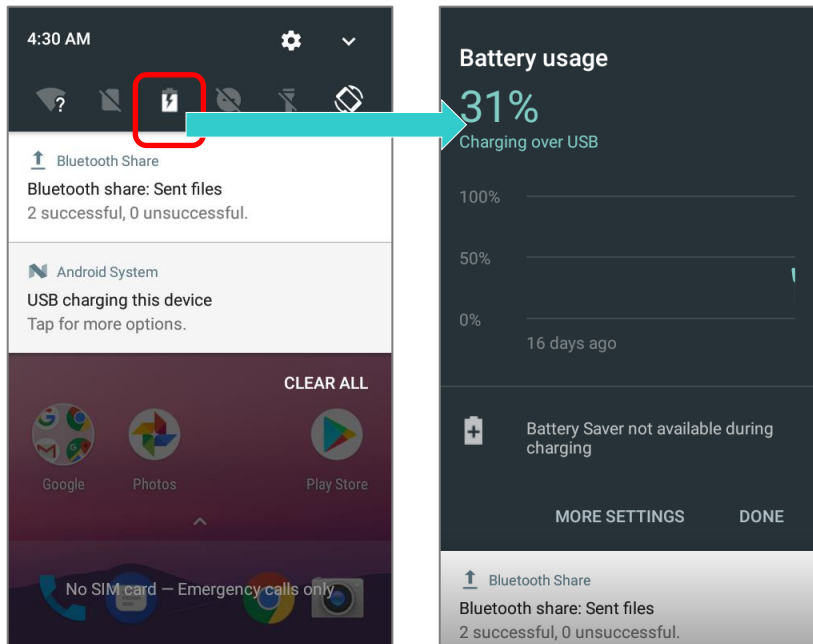 4:30 AM
?
Bluetooth Share
Bluetooth share: Sent files
2 successful, 0 unsuccessful.
Android System
USB charging this device
Tap for more options.
CLEAR ALL
Google
Photos
Play Store
No SIM card — Emergency calls only
Battery usage
31%
Charging over USB
100%
50%
0%
16 days ago
Battery Saver not available during
charging
MORE SETTINGS
DONE
Bluetooth Share
Bluetooth share: Sent files
2 successful, 0 unsuccessful.